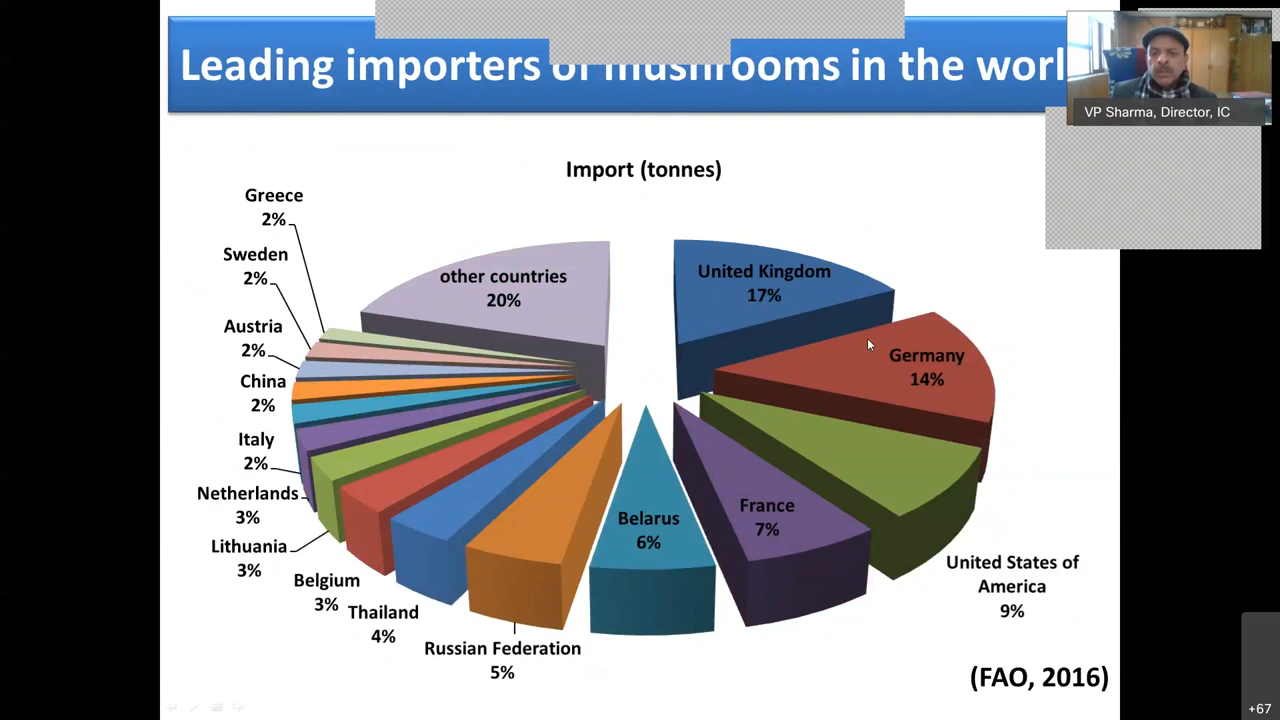 Leading importers of mushrooms in the worl
VP Sharma, Director, IC
Import (tonnes)
Greece
2%
Sweden
2%
Austria
2%
China
2%
Italy
2%
Netherlands
3%
Lithuania
3%
Belgium
3%
Thailand
4%
Russian Federation
5%
Belarus
6%
France
7%
United States of
America
9%
Germany
14%
United Kingdom
17%
other countries
20%
(FAO, 2016)
+67